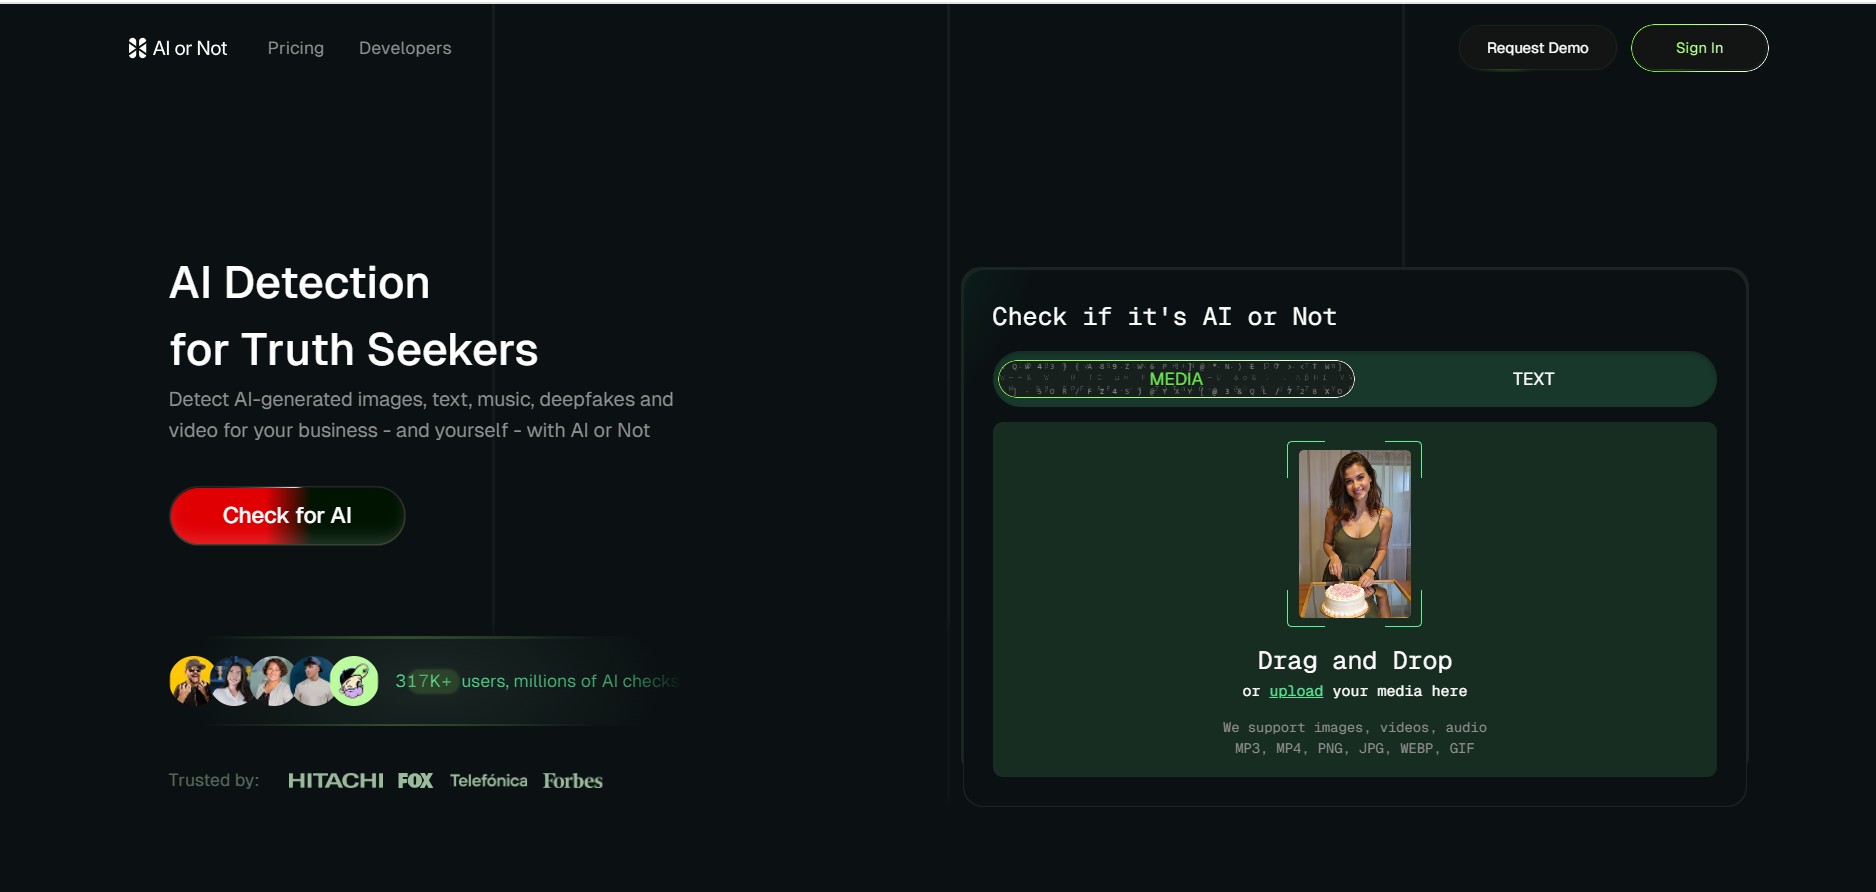 AI or Not
Pricing
Developers
Request Demo
Sign In
AI Detection
for Truth Seekers
Detect AI-generated images, text, music, deepfakes and
video for your business - and yourself - with AI or Not
Check for AI
317K+ users, millions of AI checks
Trusted by:
HITACHI
FOX
Telefónica
Forbes
Check if it's AI or Not
MEDIA
TEXT
Drag and Drop
or upload your media here
We support images, videos, audio
MP3, MP4, PNG, JPG, WEBP, GIF